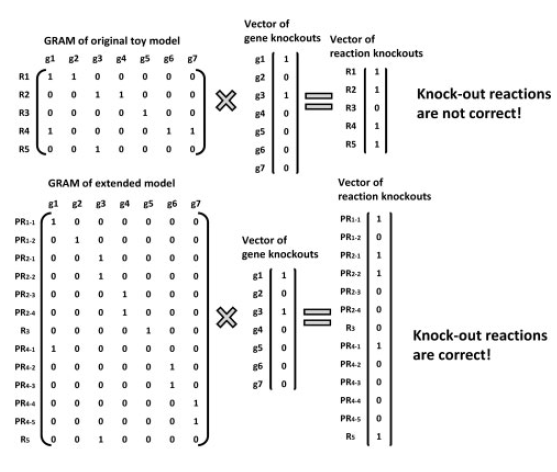 GRAM of original toy model
g1 g2 g3 g4 g5 g6 g7
R1 1 1 0 0 0 0 0
R2 0 0 1 1 0 0 0
R3 0 0 0 0 1 0 0
R4 1 0 0 0 0 1 1
R5 0 0 1 0 0 0 0
Vector of
gene knockouts
g1 1
g2 0
g3 1
g4 0
g5 0
g6 0
g7 0
Vector of
reaction knockouts
R1 1
R2 1
R3 0
R4 1
R5 1
Knock-out reactions
are not correct!
GRAM of extended model
g1 g2 g3 g4 g5 g6 g7
PR1-1 1 0 0 0 0 0 0
PR1-2 0 1 0 0 0 0 0
PR2-1 0 0 1 0 0 0 0
PR2-2 0 0 1 0 0 0 0
PR2-3 0 0 0 1 0 0 0
PR2-4 0 0 0 1 0 0 0
R3 0 0 0 0 1 0 0
PR4-1 1 0 0 0 0 0 0
PR4-2 0 0 0 0 0 1 0
PR4-3 0 0 0 0 0 1 0
PR4-4 0 0 0 0 0 0 1
PR4-5 0 0 0 0 0 0 1
R5 0 0 1 0 0 0 0
Vector of
gene knockouts
g1 1
g2 0
g3 1
g4 0
g5 0
g6 0
g7 0
Vector of
reaction knockouts
PR1-1 1
PR1-2 0
PR2-1 1
PR2-2 1
PR2-3 0
PR2-4 0
R3 0
PR4-1 1
PR4-2 0
PR4-3 0
PR4-4 0
PR4-5 0
R5 1
Knock-out reactions
are correct!